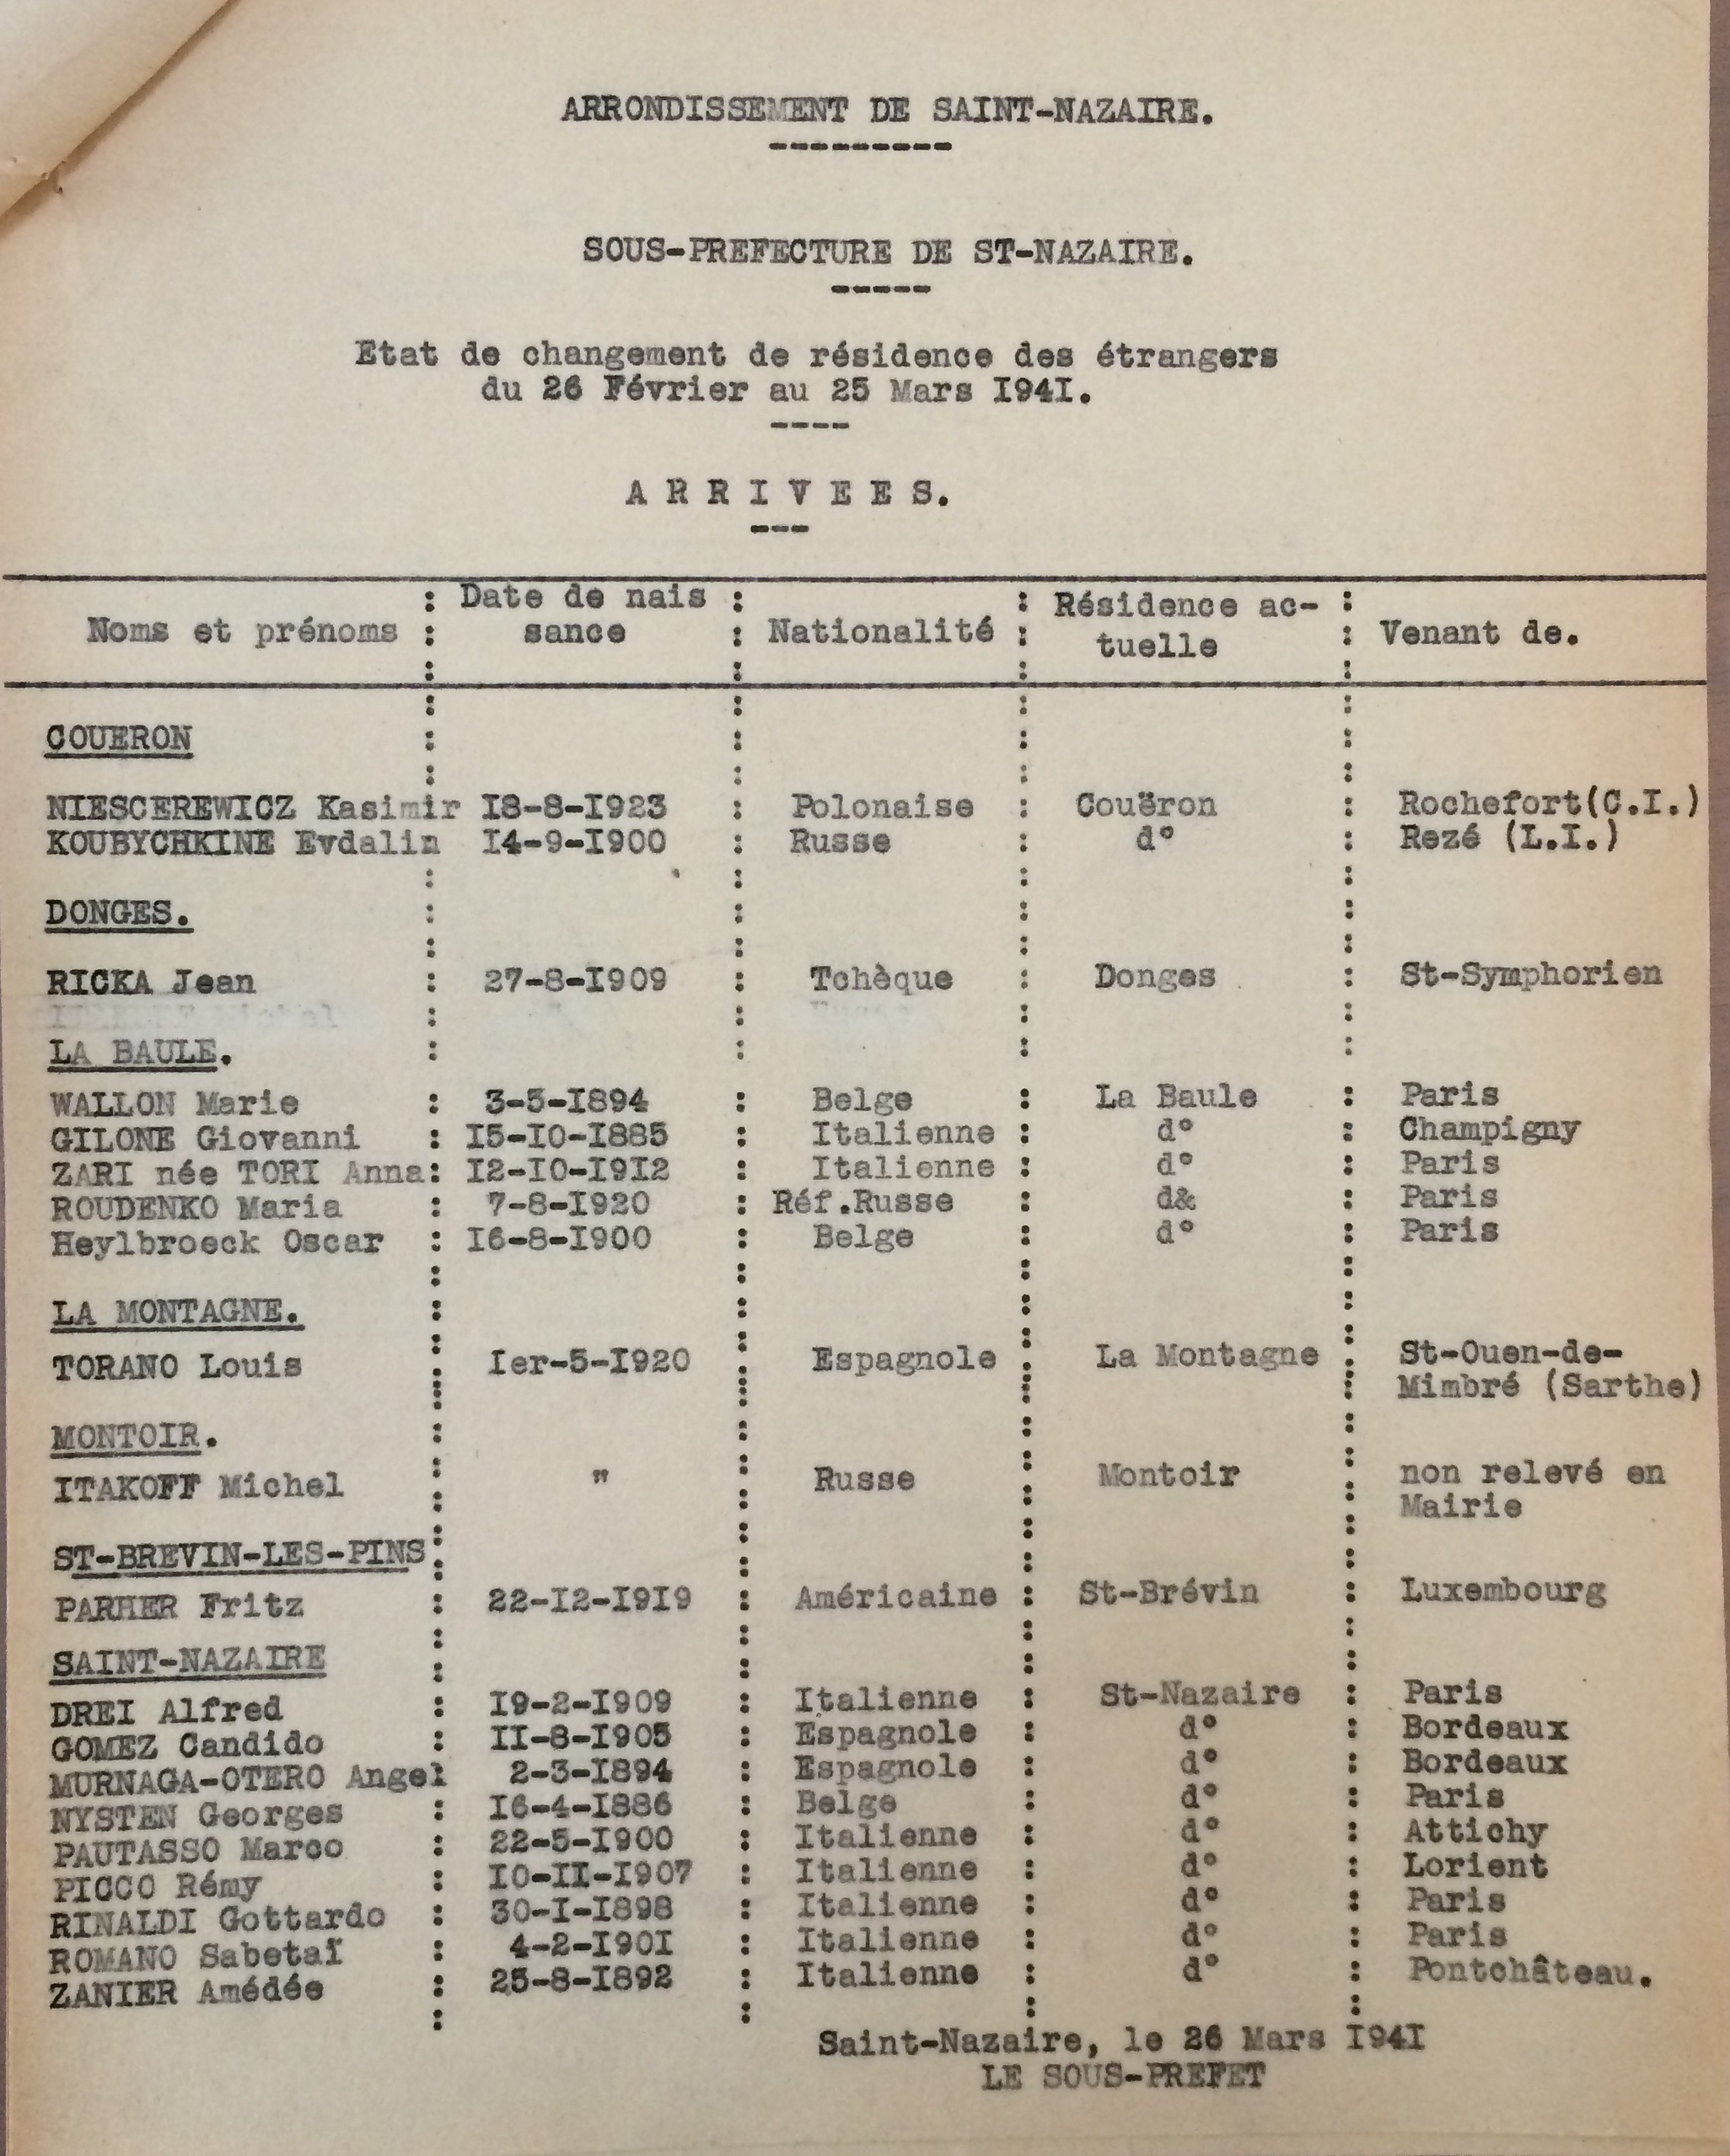 ARRONDISSEMENT DE SAINT-NAZAIRE.
---------
SOUS-PREFECTURE DE ST-NAZAIRE.
-----
Etat de changement de résidence des étrangers
du 26 Février au 25 Mars I94I.
----
A R R I V E E S.
---
Noms et prénoms : Date de nais sance : Nationalité : Résidence ac-tuelle : Venant de.
COUERON
NIESCEREWICZ Kasimir I8-8-I923 : Polonaise : Couëron : Rochefort(C.I.)
KOUBYCHKINE Evdalin I4-9-I900 : Russe : d° : Rezé (L.I.)
DONGES.
RICKA Jean : 27-8-I909 : Tchèque : Donges : St-Symphorien
LA BAULE.
WALLON Marie : 3-5-I894 : Belge : La Baule : Paris
GILONE Giovanni : I5-IO-I885 : Italienne : d° : Champigny
ZARI née TORI Anna: I2-IO-I9I2 : Italienne : d° : Paris
ROUDENKO Maria : 7-8-I920 : Réf.Russe : d& : Paris
Heylbroeck Oscar : I6-8-I900 : Belge : d° : Paris
LA MONTAGNE.
TORANO Louis : Ier-5-I920 : Espagnole : La Montagne : St-Ouen-de-
Mimbré (Sarthe)
MONTOIR.
ITAKOFF Michel : " : Russe : Montoir : non relevé en
Mairie
ST-BREVIN-LES-PINS
PARHER Fritz : 22-I2-I9I9 : Américaine : St-Brévin : Luxembourg
SAINT-NAZAIRE
DREI Alfred : I9-2-I909 : Italienne : St-Nazaire : Paris
GOMEZ Candido : II-8-I905 : Espagnole : d° : Bordeaux
MURNAGA-OTERO Angel 2-3-I894 : Espagnole : d° : Bordeaux
NYSTEN Georges : I6-4-I886 : Belge : d° : Paris
PAUTASSO Marco : 22-5-I900 : Italienne : d° : Attichy
PICCO Rémy : IO-II-I907 : Italienne : d° : Lorient
RINALDI Gottardo : 30-I-I898 : Italienne : d° : Paris
ROMANO Sabetaï : 4-2-I90I : Italienne : d° : Paris
ZANIER Amédée : 25-8-I892 : Italienne : d° : Pontchâteau.
Saint-Nazaire, le 26 Mars I94I
LE SOUS-PREFET